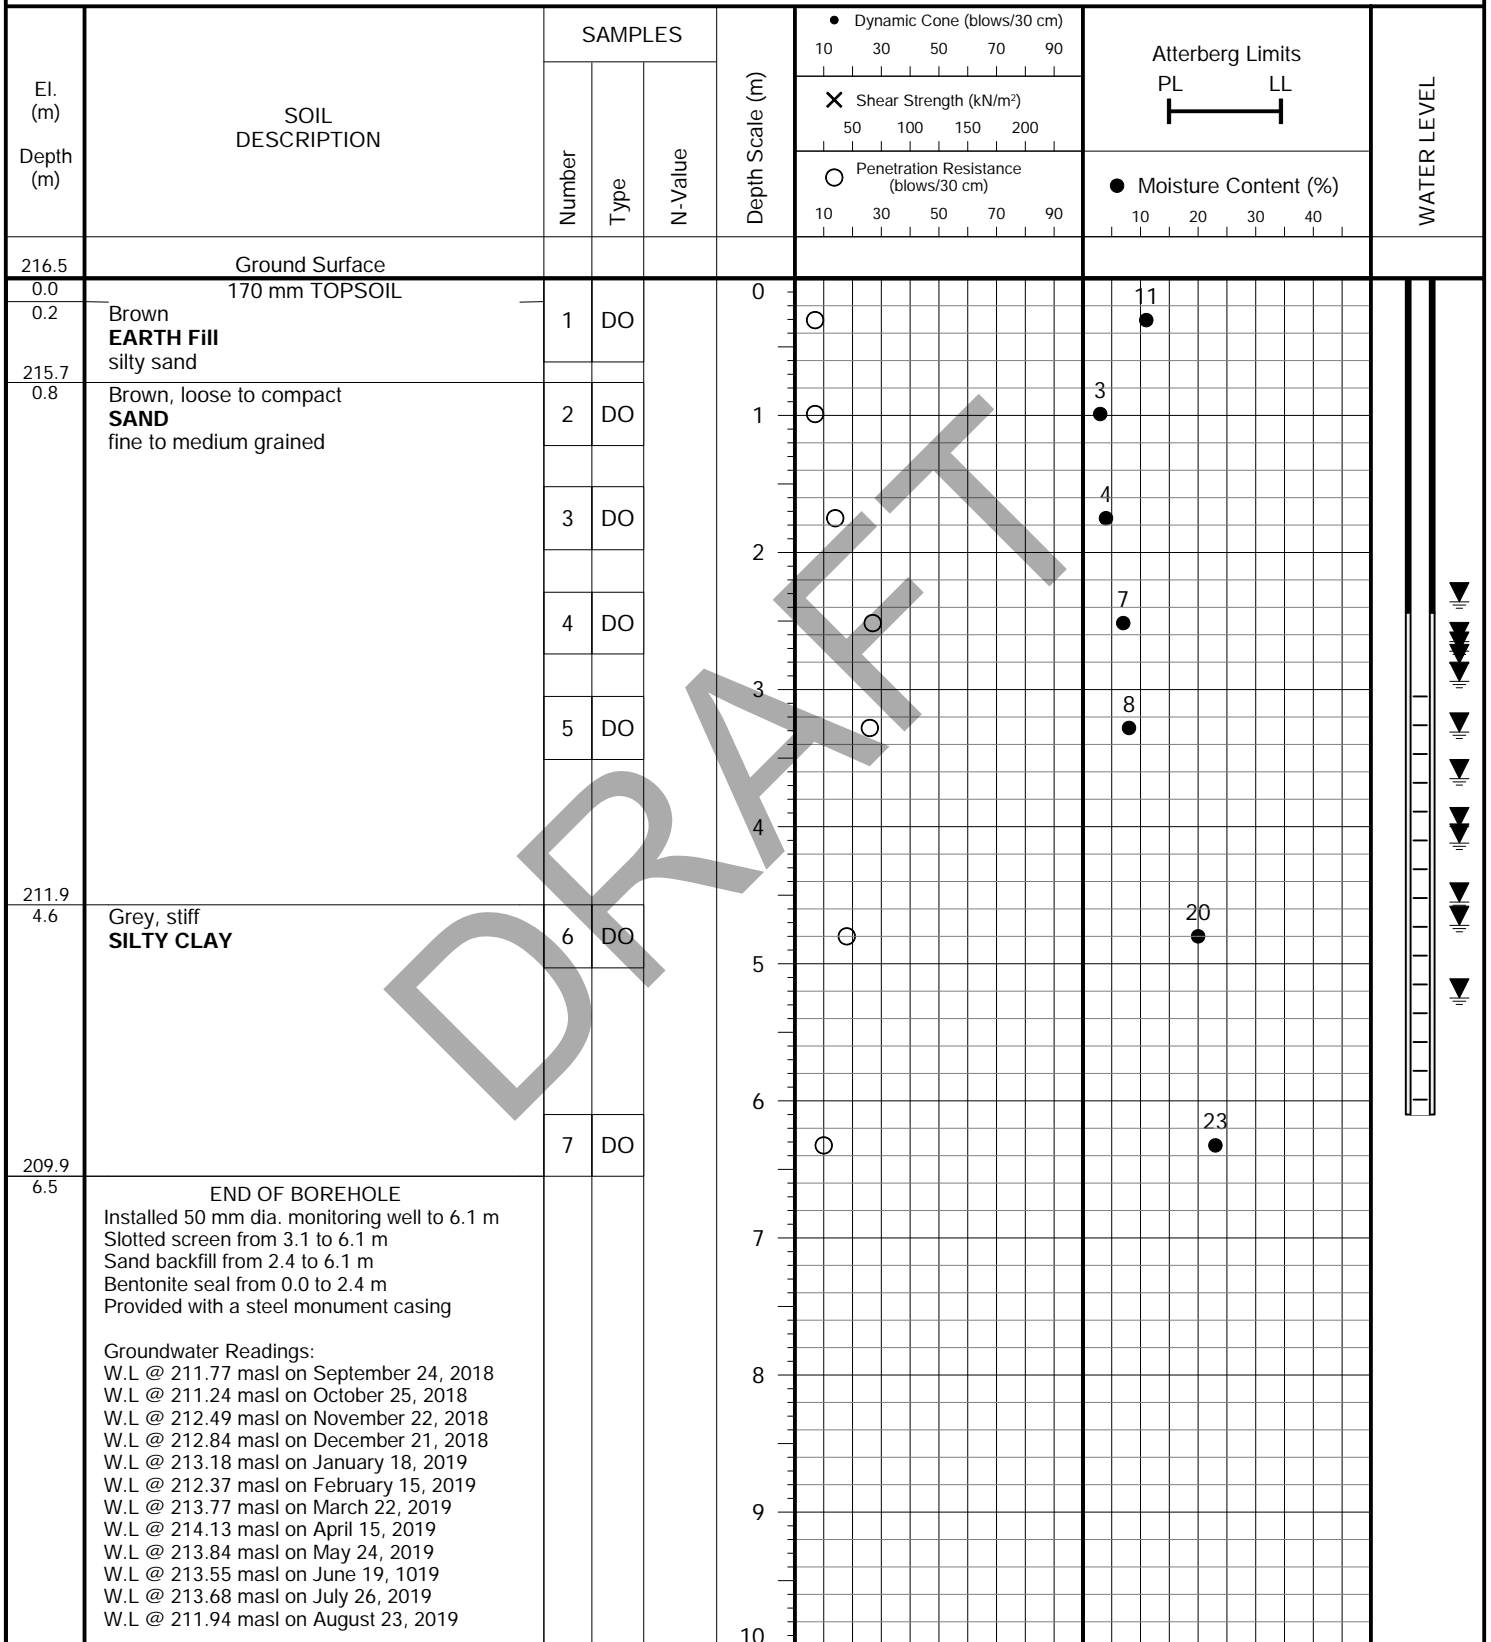 El.
(m)
Depth
(m)
SOIL
DESCRIPTION
SAMPLES
Number
Type
N-Value
Depth Scale (m)
Dynamic Cone (blows/30 cm)
10 30 50 70 90
Shear Strength (kN/m²)
50 100 150 200
Penetration Resistance
(blows/30 cm)
10 30 50 70 90
Atterberg Limits
PL LL
Moisture Content (%)
10 20 30 40
WATER LEVEL
216.5 Ground Surface
0.0 170 mm TOPSOIL 0
0.2 Brown
EARTH Fill
silty sand
1 DO 11
215.7
0.8 Brown, loose to compact
SAND
fine to medium grained
2 DO 1 3
3 DO 4
2
4 DO 7
3
5 DO 8
4
211.9
4.6 Grey, stiff
SILTY CLAY
6 DO 20
5
6
7 DO 23
209.9
6.5 END OF BOREHOLE
Installed 50 mm dia. monitoring well to 6.1 m
Slotted screen from 3.1 to 6.1 m
Sand backfill from 2.4 to 6.1 m
Bentonite seal from 0.0 to 2.4 m
Provided with a steel monument casing
Groundwater Readings:
W.L @ 211.77 masl on September 24, 2018
W.L @ 211.24 masl on October 25, 2018
W.L @ 212.49 masl on November 22, 2018
W.L @ 212.84 masl on December 21, 2018
W.L @ 213.18 masl on January 18, 2019
W.L @ 212.37 masl on February 15, 2019
W.L @ 213.77 masl on March 22, 2019
W.L @ 214.13 masl on April 15, 2019
W.L @ 213.84 masl on May 24, 2019
W.L @ 213.55 masl on June 19, 1019
W.L @ 213.68 masl on July 26, 2019
W.L @ 211.94 masl on August 23, 2019
7
8
9
10
DRAFT